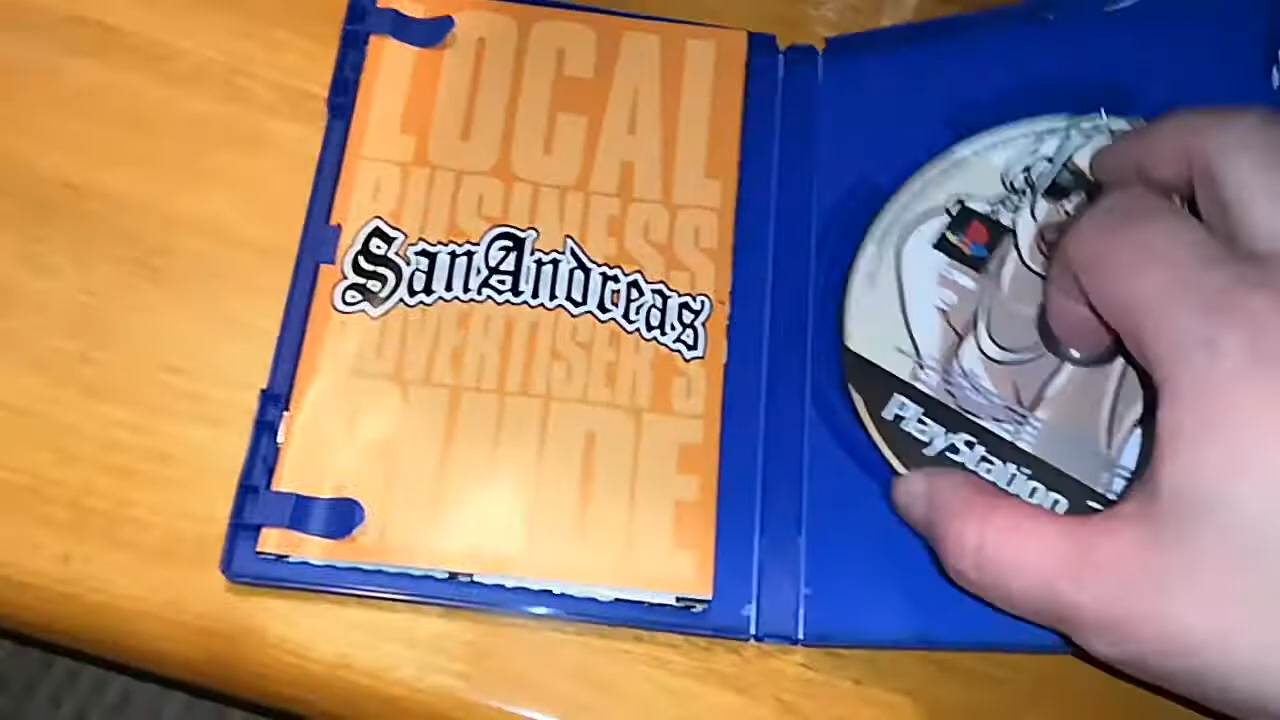 LOCAL
BUSINESS
San Andreas
ADVERTISER'S
GUIDE
PlayStation